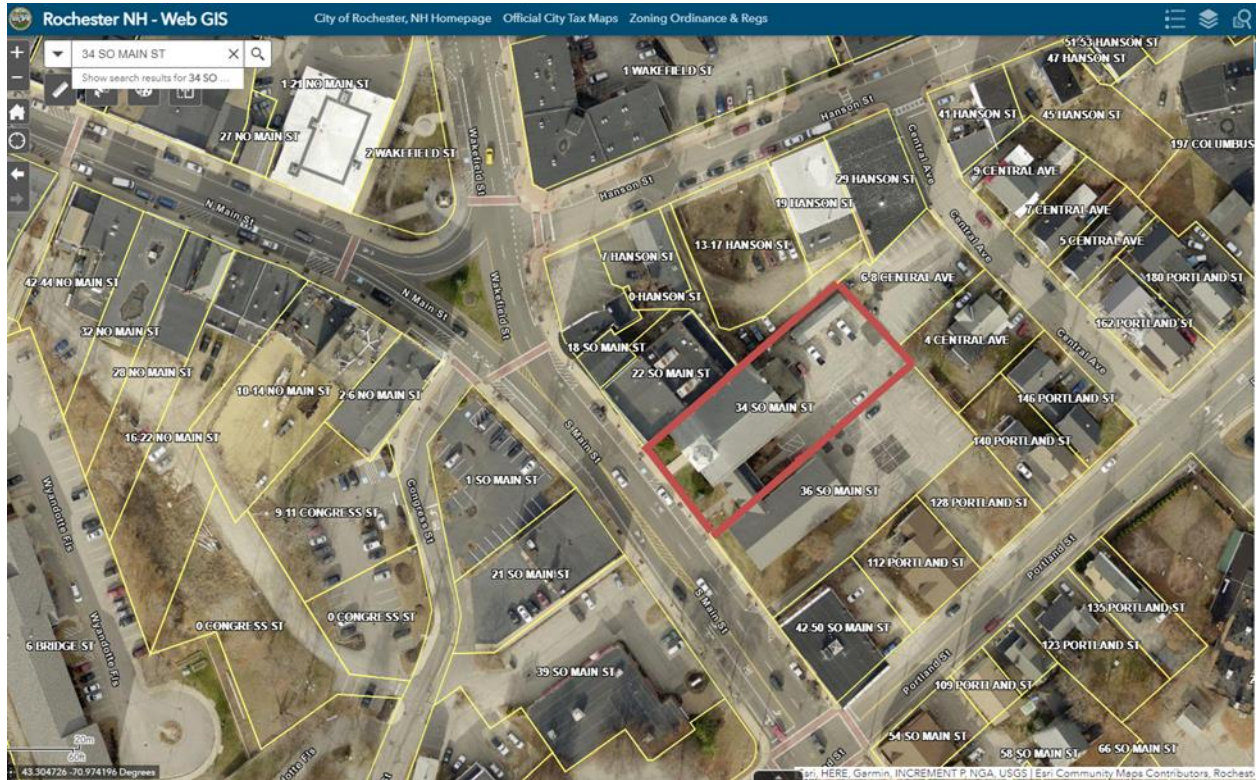 Rochester NH - Web GIS
City of Rochester, NH Homepage Official City Tax Maps Zoning Ordinance & Regs
34 SO MAIN ST
Show search results for 34 SO ...
51-53 HANSON ST
47 HANSON ST
1 WAKEFIELD ST
1-21 NO MAIN ST
Hanson St
41 HANSON ST
45 HANSON ST
27 NO MAIN ST
2 WAKEFIELD ST
Wakefield St
Central Ave
197 COLUMBUS
9 CENTRAL AVE
29 HANSON ST
Hanson St
19 HANSON ST
N Main St
7 CENTRAL AVE
Central Ave
5 CENTRAL AVE
13-17 HANSON ST
7 HANSON ST
6-8 CENTRAL AVE
180 PORTLAND ST
42-44 NO MAIN ST
0 HANSON ST
N Main St
Wakefield St
162 PORTLAND ST
32 NO MAIN ST
18 SO MAIN ST
4 CENTRAL AVE
Central Ave
28 NO MAIN ST
22 SO MAIN ST
10-14 NO MAIN ST
2-6 NO MAIN ST
34 SO MAIN ST
146 PORTLAND ST
16-22 NO MAIN ST
S Main St
140 PORTLAND ST
1 SO MAIN ST
36 SO MAIN ST
128 PORTLAND ST
Wyandotte Fls
9-11 CONGRESS ST
Congress St
21 SO MAIN ST
112 PORTLAND ST
Portland St
0 CONGRESS ST
0 CONGRESS ST
S Main St
135 PORTLAND ST
42-50 SO MAIN ST
6 BRIDGE ST
Wyandotte Fls
123 PORTLAND ST
39 SO MAIN ST
Portland St
109 PORTLAND ST
54 SO MAIN ST
58 SO MAIN ST
66 SO MAIN ST
20m
60ft
43.304726 -70.974196 Degrees
Esri, HERE, Garmin, INCREMENT P, NGA, USGS | Esri Community Maps Contributors, Rochest